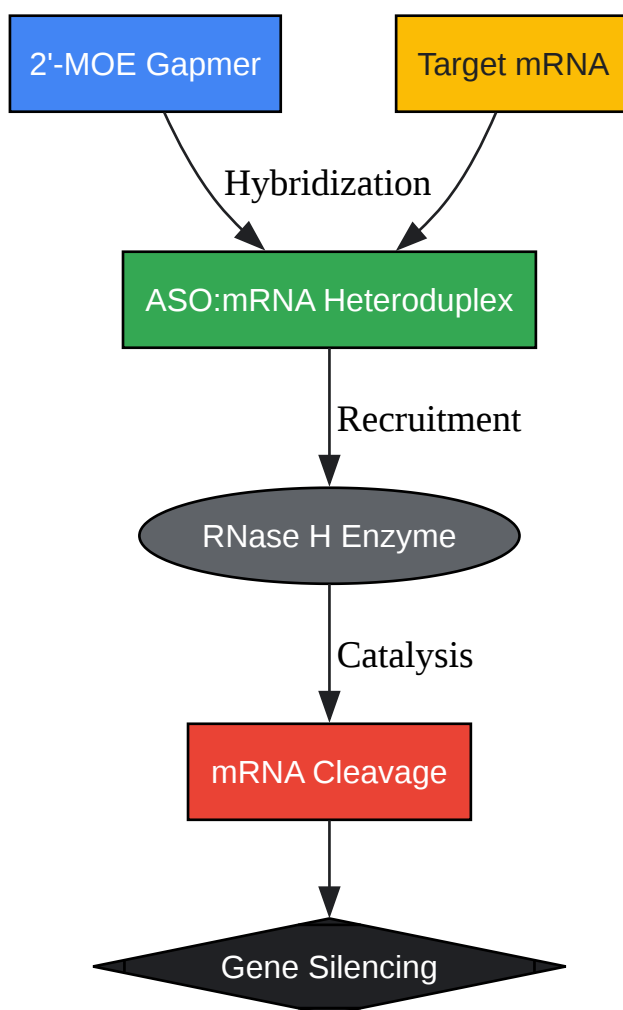 2'-MOE Gapmer
Target mRNA
Hybridization
ASO:mRNA Heteroduplex
Recruitment
RNase H Enzyme
Catalysis
mRNA Cleavage
Gene Silencing